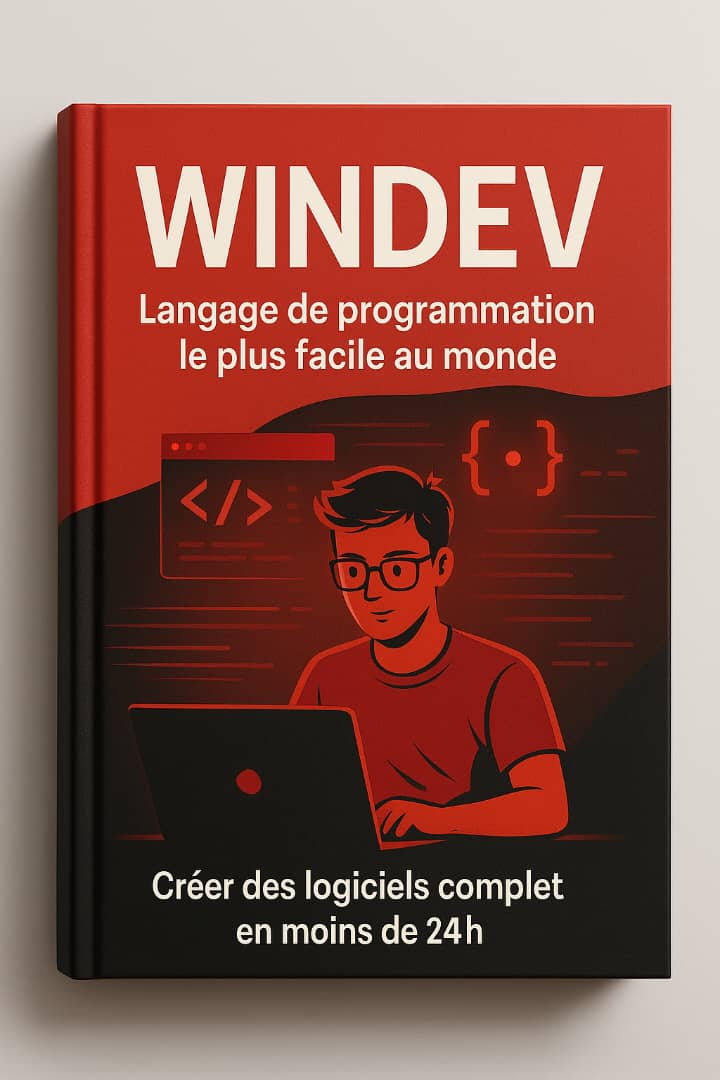 WINDEV
Langage de programmation
le plus facile au monde
</>
{•}
Créer des logiciels complet
en moins de 24h